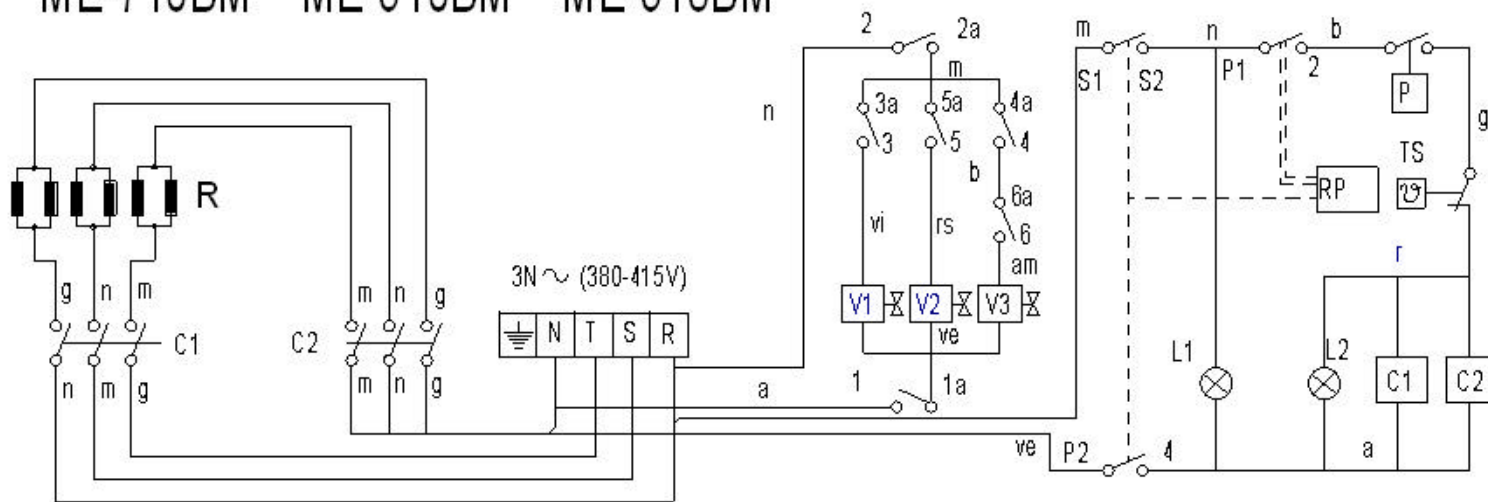 2 2a m n b
n m S1 S2 P1 2 P
3a 5a 4a g
3 5 4 TS
R b RP ϑ
6a
vi rs 6
am r
3N ~ (380-415V)
g n m m n g V1 V2 V3
C1 C2 N T S R ve L1 L2 C1 C2
n m g m n g a 1 1a
ve P2 4 a